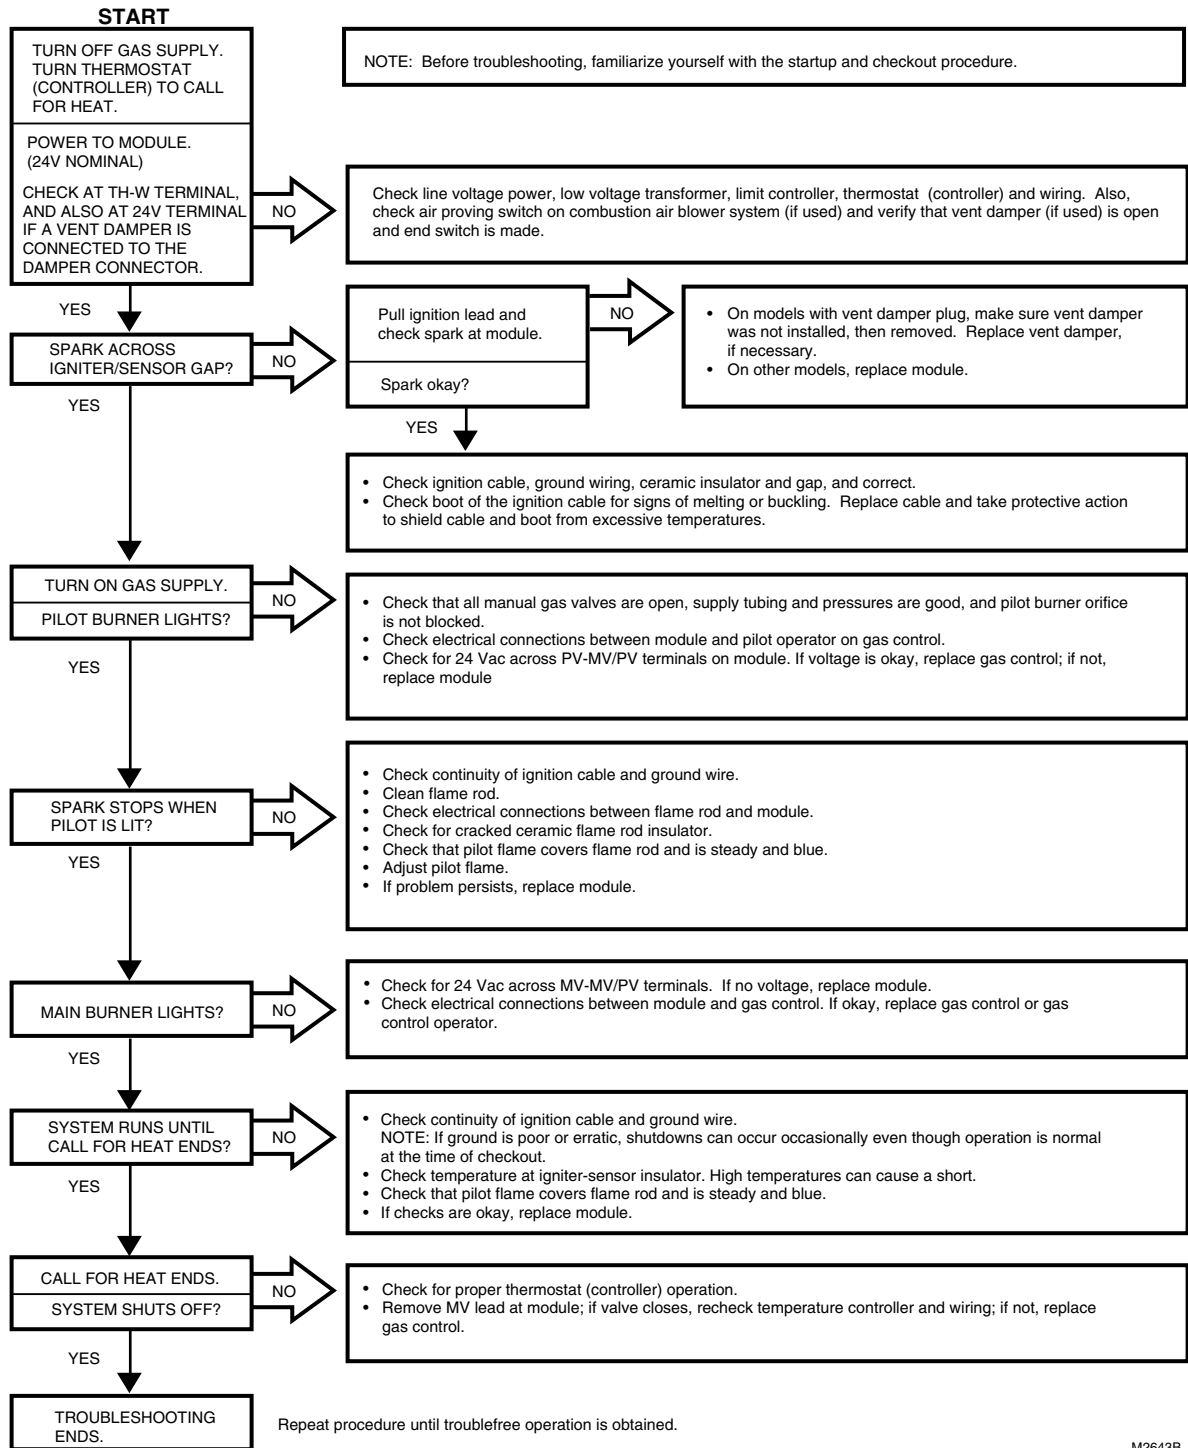 START
TURN OFF GAS SUPPLY.
TURN THERMOSTAT
(CONTROLLER) TO CALL
FOR HEAT.
NOTE: Before troubleshooting, familiarize yourself with the startup and checkout procedure.
POWER TO MODULE.
(24V NOMINAL)
CHECK AT TH-W TERMINAL,
AND ALSO AT 24V TERMINAL
IF A VENT DAMPER IS
CONNECTED TO THE
DAMPER CONNECTOR.
NO
Check line voltage power, low voltage transformer, limit controller, thermostat (controller) and wiring. Also,
check air proving switch on combustion air blower system (if used) and verify that vent damper (if used) is open
and end switch is made.
YES
SPARK ACROSS
IGNITER/SENSOR GAP?
NO
Pull ignition lead and
check spark at module.
Spark okay?
NO
• On models with vent damper plug, make sure vent damper
was not installed, then removed. Replace vent damper,
if necessary.
• On other models, replace module.
YES
YES
• Check ignition cable, ground wiring, ceramic insulator and gap, and correct.
• Check boot of the ignition cable for signs of melting or buckling. Replace cable and take protective action
to shield cable and boot from excessive temperatures.
TURN ON GAS SUPPLY.
PILOT BURNER LIGHTS?
NO
• Check that all manual gas valves are open, supply tubing and pressures are good, and pilot burner orifice
is not blocked.
• Check electrical connections between module and pilot operator on gas control.
• Check for 24 Vac across PV-MV/PV terminals on module. If voltage is okay, replace gas control; if not,
replace module
YES
SPARK STOPS WHEN
PILOT IS LIT?
NO
• Check continuity of ignition cable and ground wire.
• Clean flame rod.
• Check electrical connections between flame rod and module.
• Check for cracked ceramic flame rod insulator.
• Check that pilot flame covers flame rod and is steady and blue.
• Adjust pilot flame.
• If problem persists, replace module.
YES
MAIN BURNER LIGHTS?
NO
• Check for 24 Vac across MV-MV/PV terminals. If no voltage, replace module.
• Check electrical connections between module and gas control. If okay, replace gas control or gas
control operator.
YES
SYSTEM RUNS UNTIL
CALL FOR HEAT ENDS?
NO
• Check continuity of ignition cable and ground wire.
NOTE: If ground is poor or erratic, shutdowns can occur occasionally even though operation is normal
at the time of checkout.
• Check temperature at igniter-sensor insulator. High temperatures can cause a short.
• Check that pilot flame covers flame rod and is steady and blue.
• If checks are okay, replace module.
YES
CALL FOR HEAT ENDS.
SYSTEM SHUTS OFF?
NO
• Check for proper thermostat (controller) operation.
• Remove MV lead at module; if valve closes, recheck temperature controller and wiring; if not, replace
gas control.
YES
TROUBLESHOOTING
ENDS.
Repeat procedure until troublefree operation is obtained.
M2643B